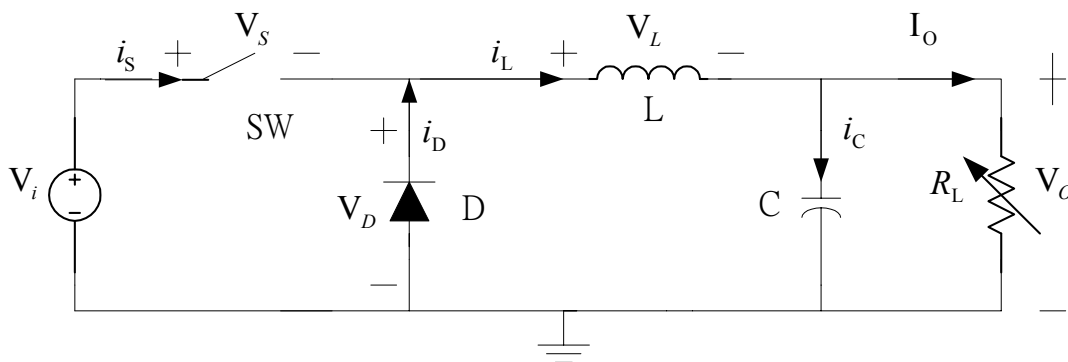 V_S
V_L
I_O
i_S
+
−
i_L
+
−
+
SW
L
+
i_D
i_C
V_i
+
−
V_D
D
C
R_L
V_O
−
−